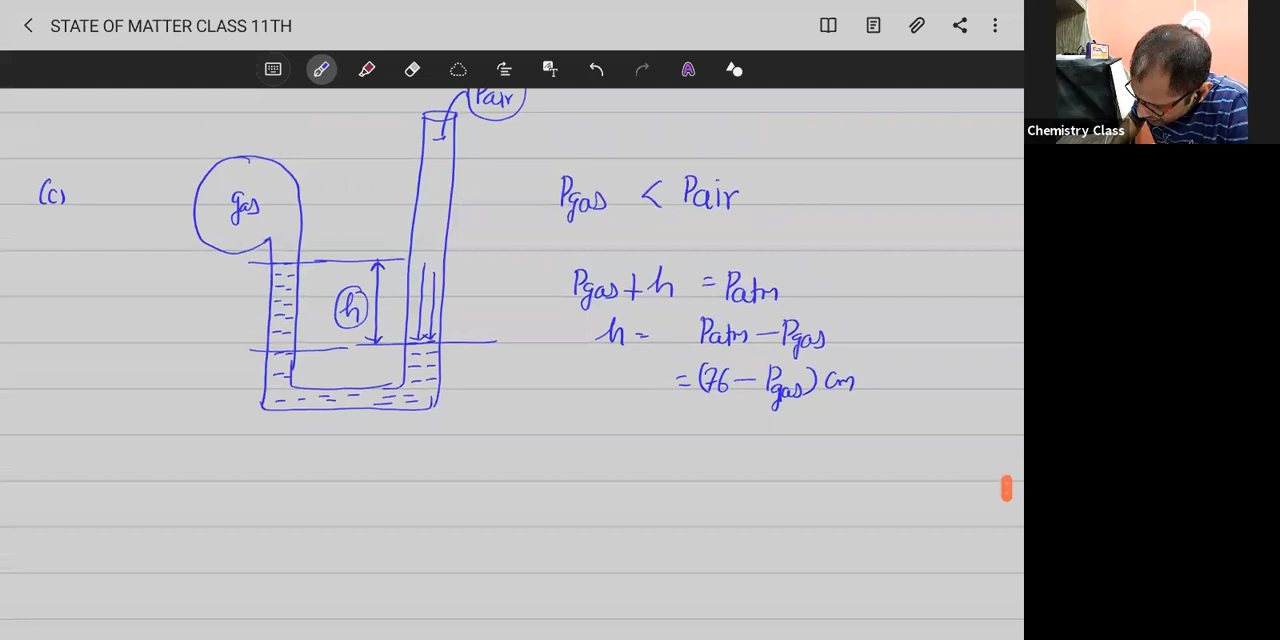 STATE OF MATTER CLASS 11TH
Pair
(c)
gas
Pgas < Pair
h
Pgas + h = Patm
h = Patm − Pgas
= (76 − Pgas) cm
Chemistry Class